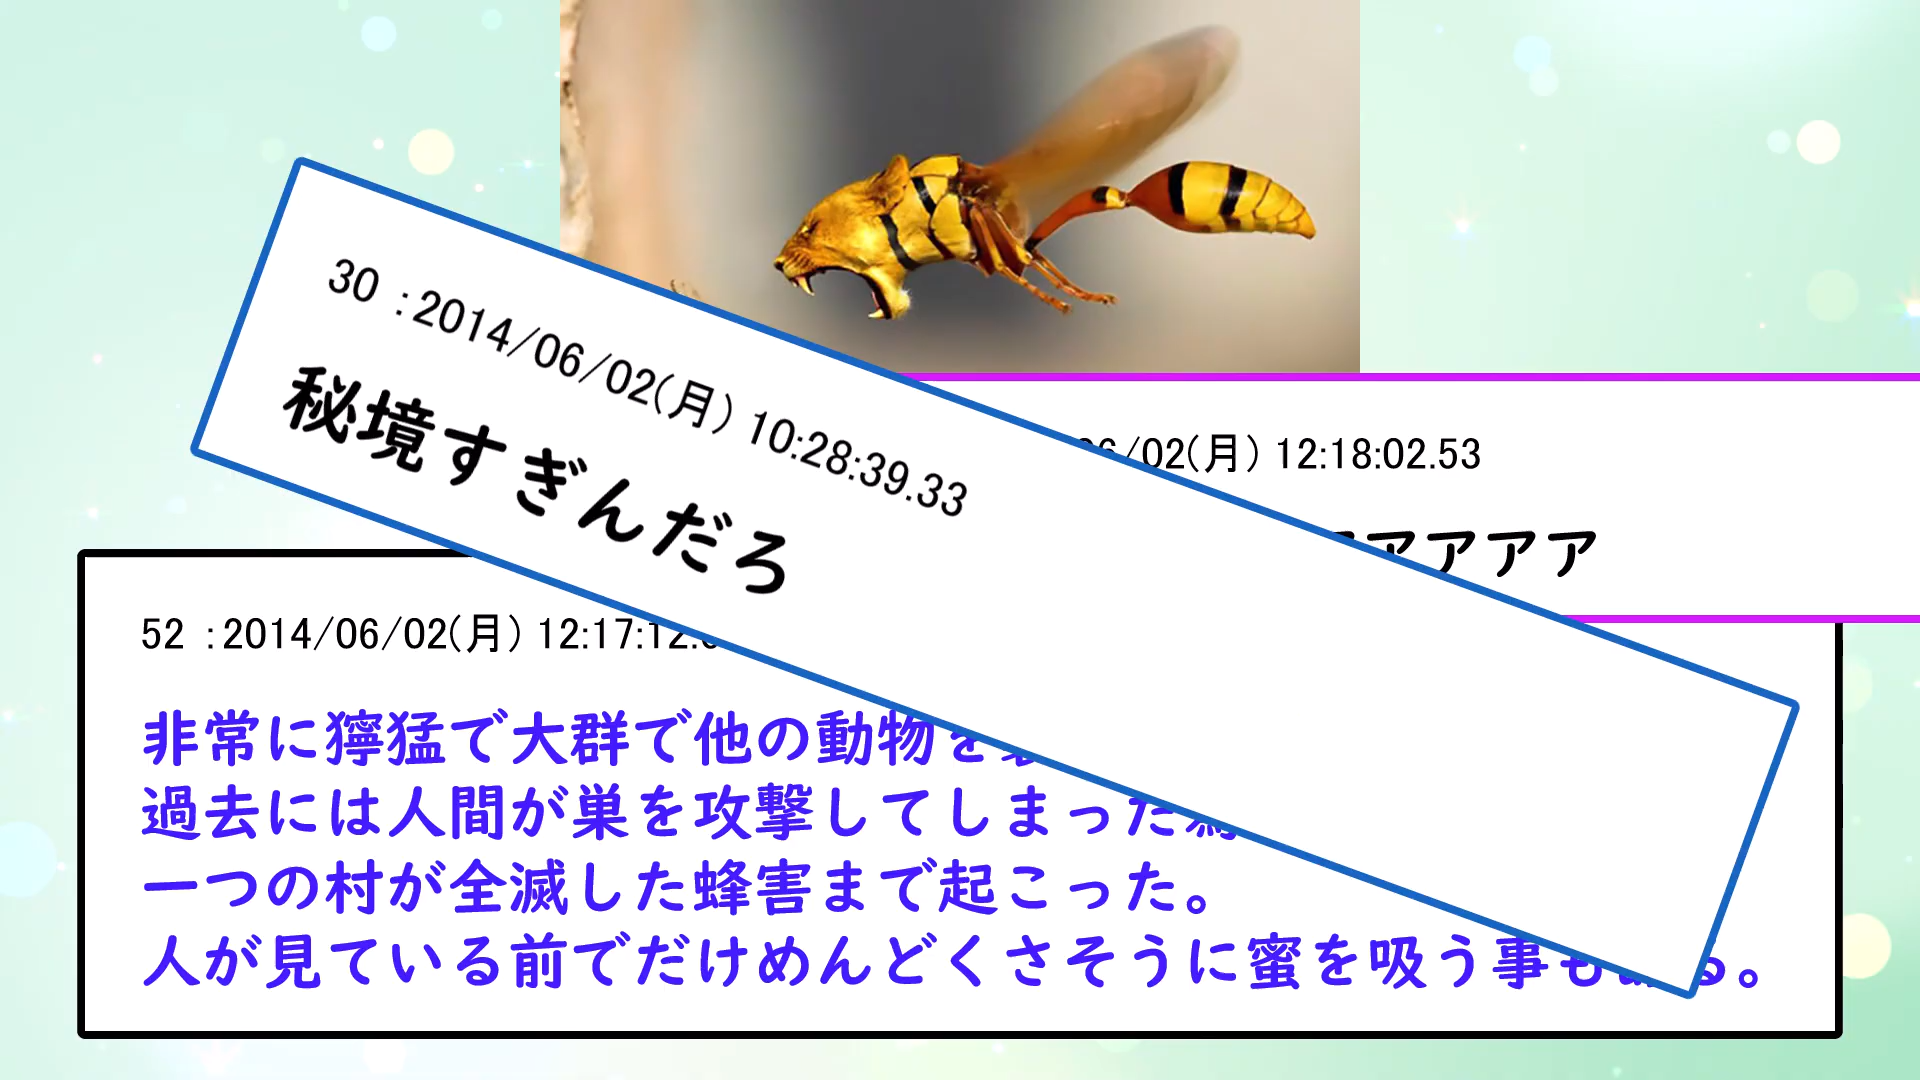 30 :2014/06/02(月) 10:28:39.33
秘境すぎんだろ
/02(月) 12:18:02.53
アアアア
52 :2014/06/02(月) 12:17:12.
非常に獰猛で大群で他の動物を
過去には人間が巣を攻撃してしまった為
一つの村が全滅した蜂害まで起こった。
人が見ている前でだけめんどくさそうに蜜を吸う事もある。